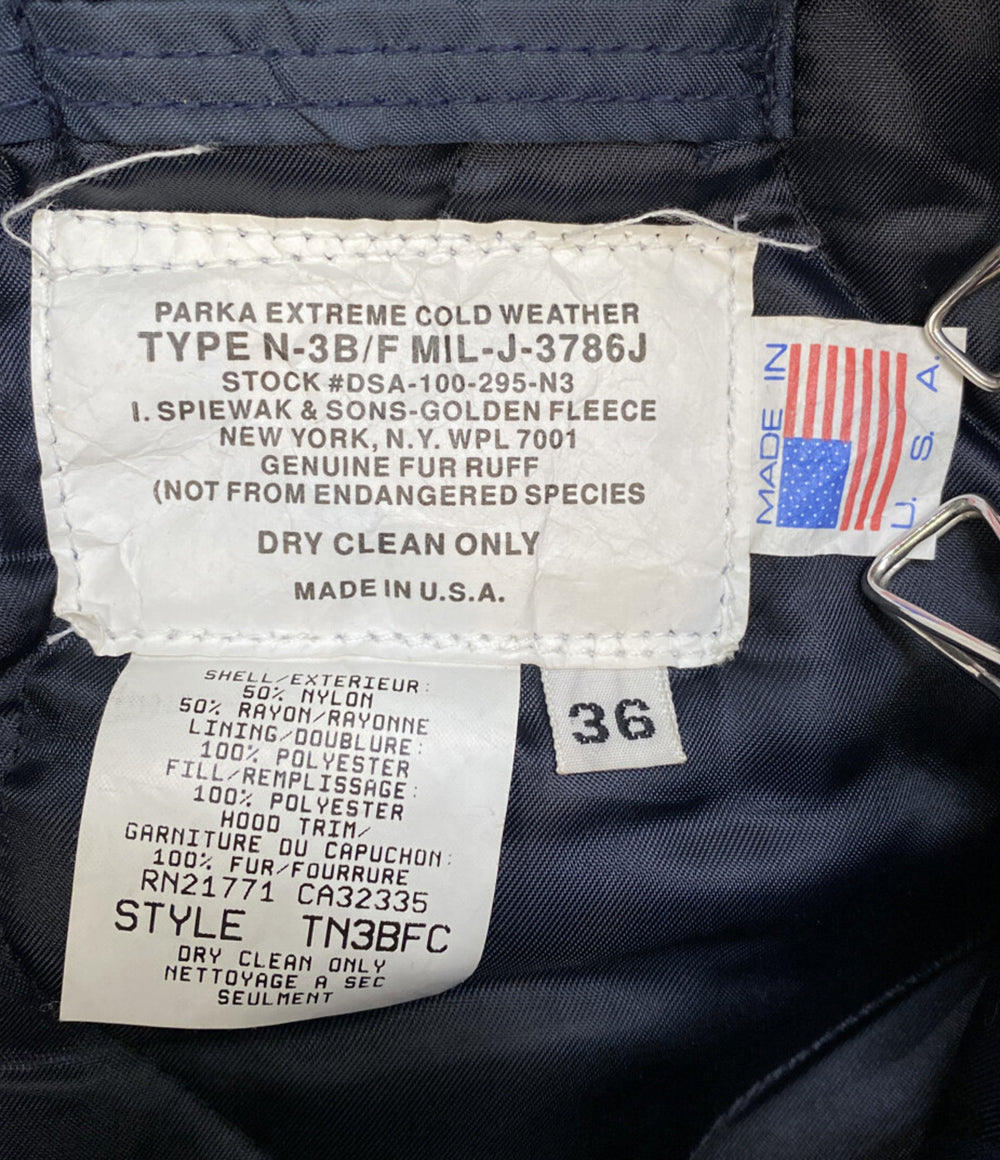 PARKA EXTREME COLD WEATHER
TYPE N-3B/F MIL-J-3786J
STOCK #DSA-100-295-N3
I. SPIEWAK & SONS-GOLDEN FLEECE
NEW YORK, N.Y. WPL 7001
GENUINE FUR RUFF
(NOT FROM ENDANGERED SPECIES
DRY CLEAN ONLY
MADE IN U.S.A.
MADE IN
U. S. A.
36
SHELL/EXTERIEUR:
50% NYLON
50% RAYON/RAYONNE
LINING/DOUBLURE:
100% POLYESTER
FILL/REMPLISSAGE:
100% POLYESTER
HOOD TRIM/
GARNITURE DU CAPUCHON:
100% FUR/FOURRURE
RN21771 CA32335
STYLE TN3BFC
DRY CLEAN ONLY
NETTOYAGE A SEC
SEULMENT